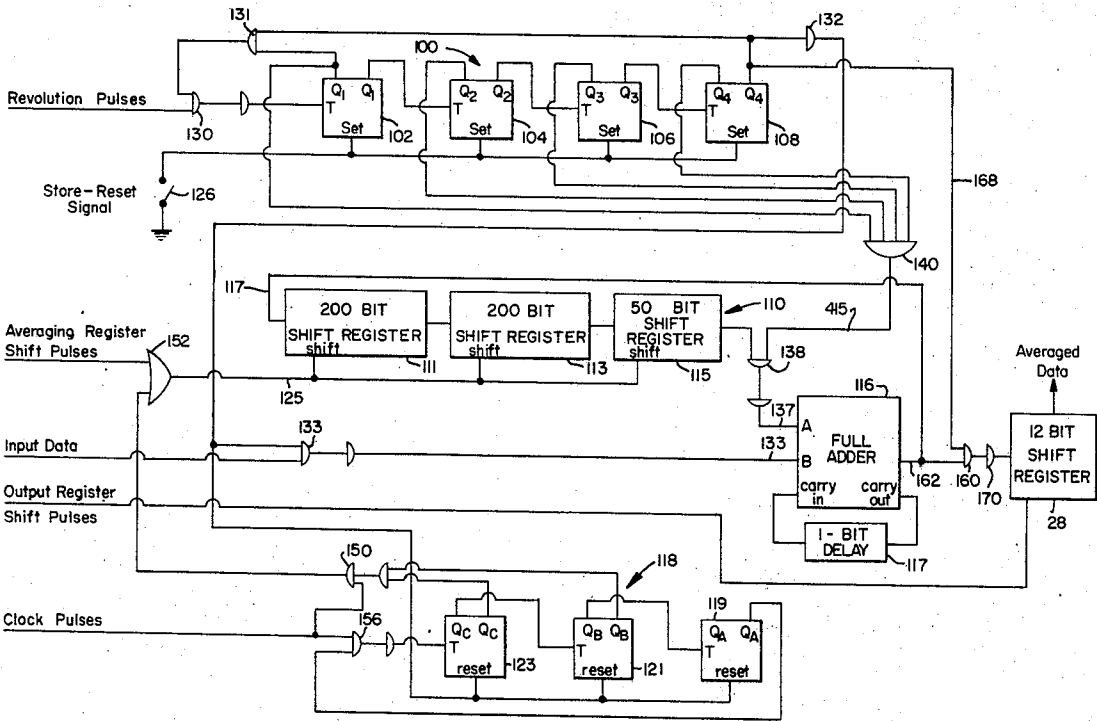 131
132
100
Q1 Q1
T
Set
102
Q2 Q2
T
Set
104
Q3 Q3
T
Set
106
Q4 Q4
T
Set
108
Revolution Pulses
130
168
Store-Reset
Signal
126
140
117
200 BIT
SHIFT REGISTER
shift
111
200 BIT
SHIFT REGISTER
shift
113
50 BIT
SHIFT
REGISTER
shift
115
110
415
138
Averaging Register
Shift Pulses
152
125
Averaged
Data
116
137
A
B
FULL
ADDER
carry
in
carry
out
162
160
170
12 BIT
SHIFT
REGISTER
28
Input Data
133
133
Output Register
Shift Pulses
1-BIT
DELAY
117
150
118
Clock Pulses
156
QC QC
T
reset
123
QB QB
T
reset
121
119
QA QA
T
reset